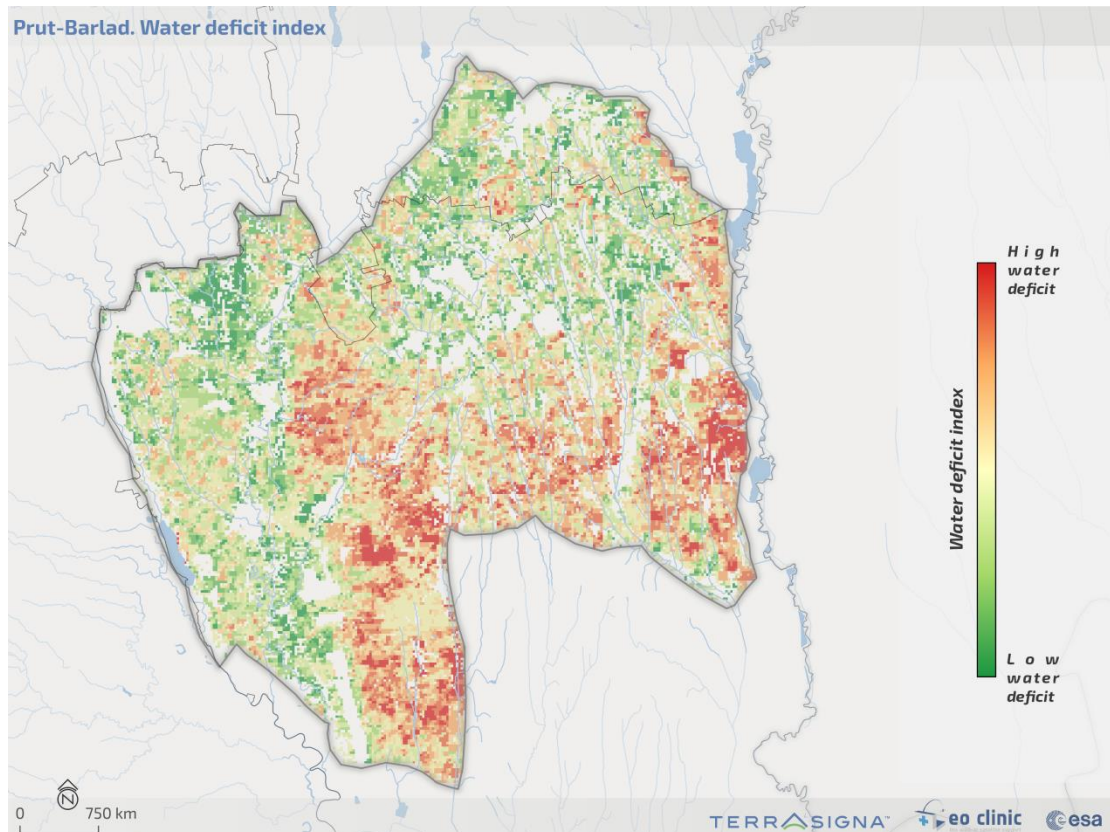 Prut-Barlad. Water deficit index
High
water
deficit
Water deficit index
Low
water
deficit
N
0 750 km
TERRASIGNA™ eo clinic esa